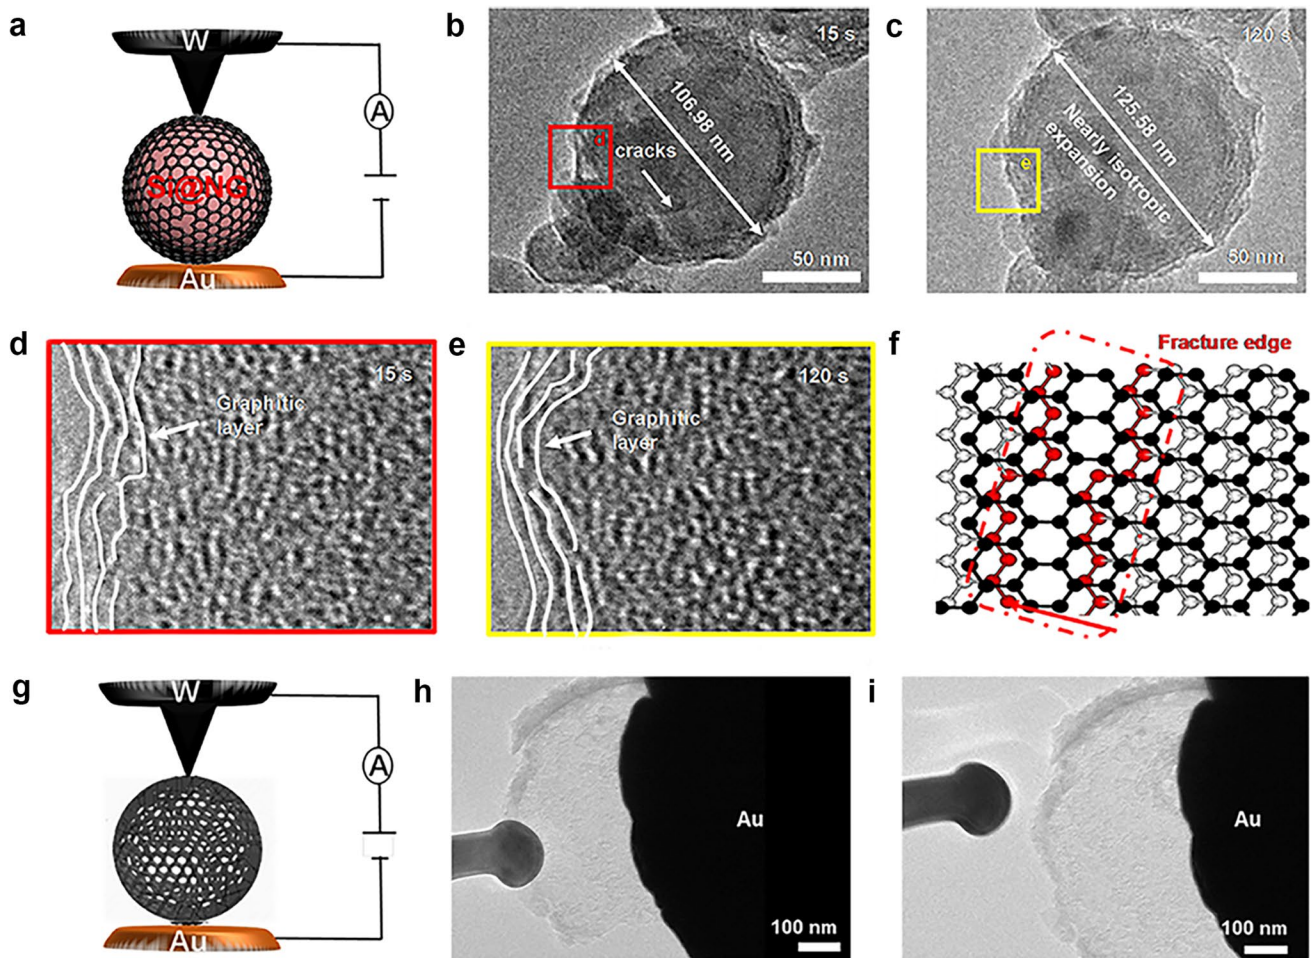 a
W
A
Si@NG
Au
b
15 s
106.98 nm
d
cracks
50 nm
c
120 s
125.58 nm
Nearly isotropic
expansion
e
50 nm
d
15 s
Graphitic
layer
e
120 s
Graphitic
layer
f
Fracture edge
g
W
A
Au
h
Au
100 nm
i
Au
100 nm